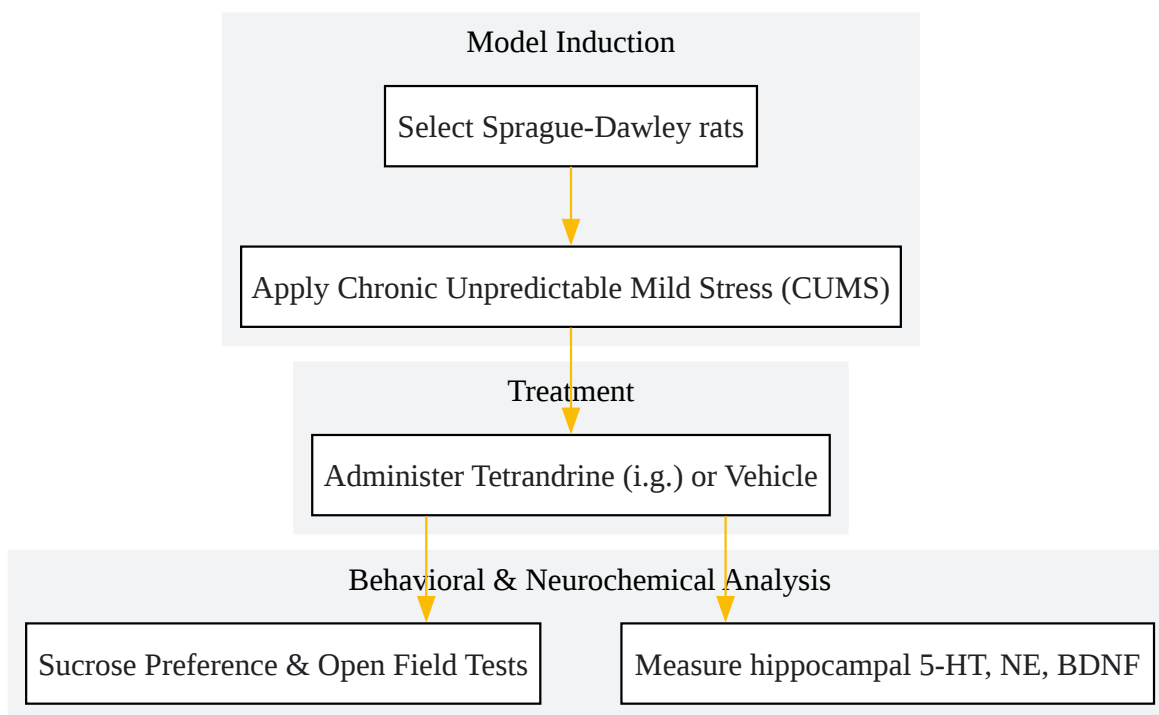 Model Induction
Select Sprague-Dawley rats
Apply Chronic Unpredictable Mild Stress (CUMS)
Treatment
Administer Tetrandrine (i.g.) or Vehicle
Behavioral & Neurochemical Analysis
Sucrose Preference & Open Field Tests
Measure hippocampal 5-HT, NE, BDNF